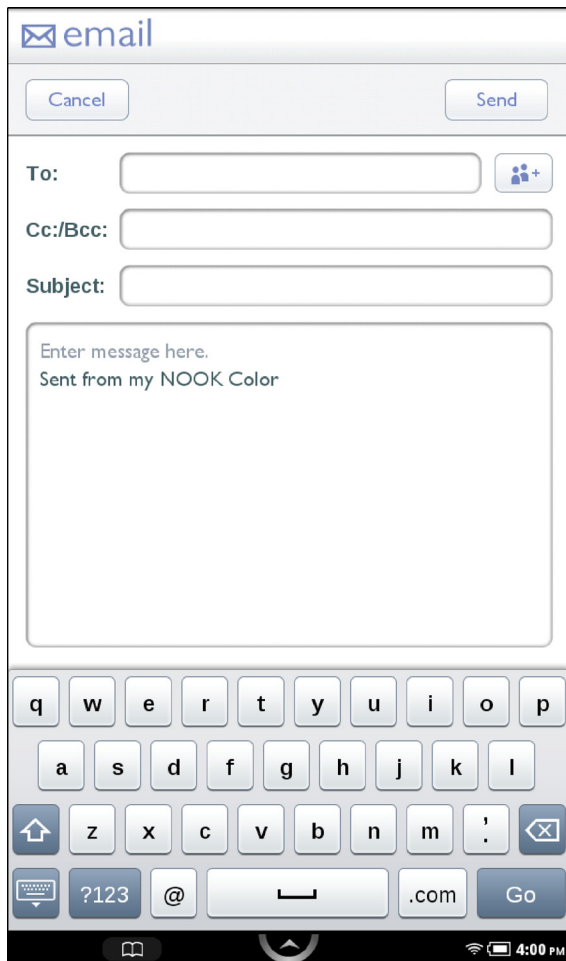 email
Cancel Send
To:
Cc:/Bcc:
Subject:
Enter message here.
Sent from my NOOK Color
q w e r t y u i o p
a s d f g h j k l
z x c v b n m , .
?123 @ .com Go
4:00 PM